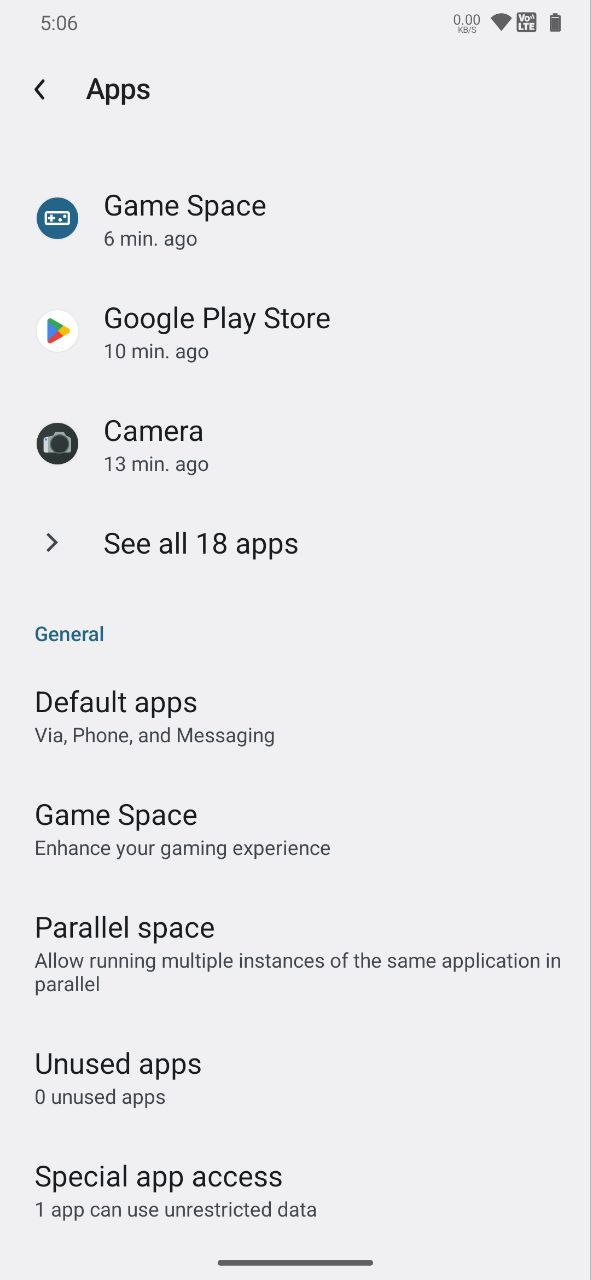 5:06
0.00
KB/S
Vo))
LTE
Apps
Game Space
6 min. ago
Google Play Store
10 min. ago
Camera
13 min. ago
See all 18 apps
General
Default apps
Via, Phone, and Messaging
Game Space
Enhance your gaming experience
Parallel space
Allow running multiple instances of the same application in
parallel
Unused apps
0 unused apps
Special app access
1 app can use unrestricted data